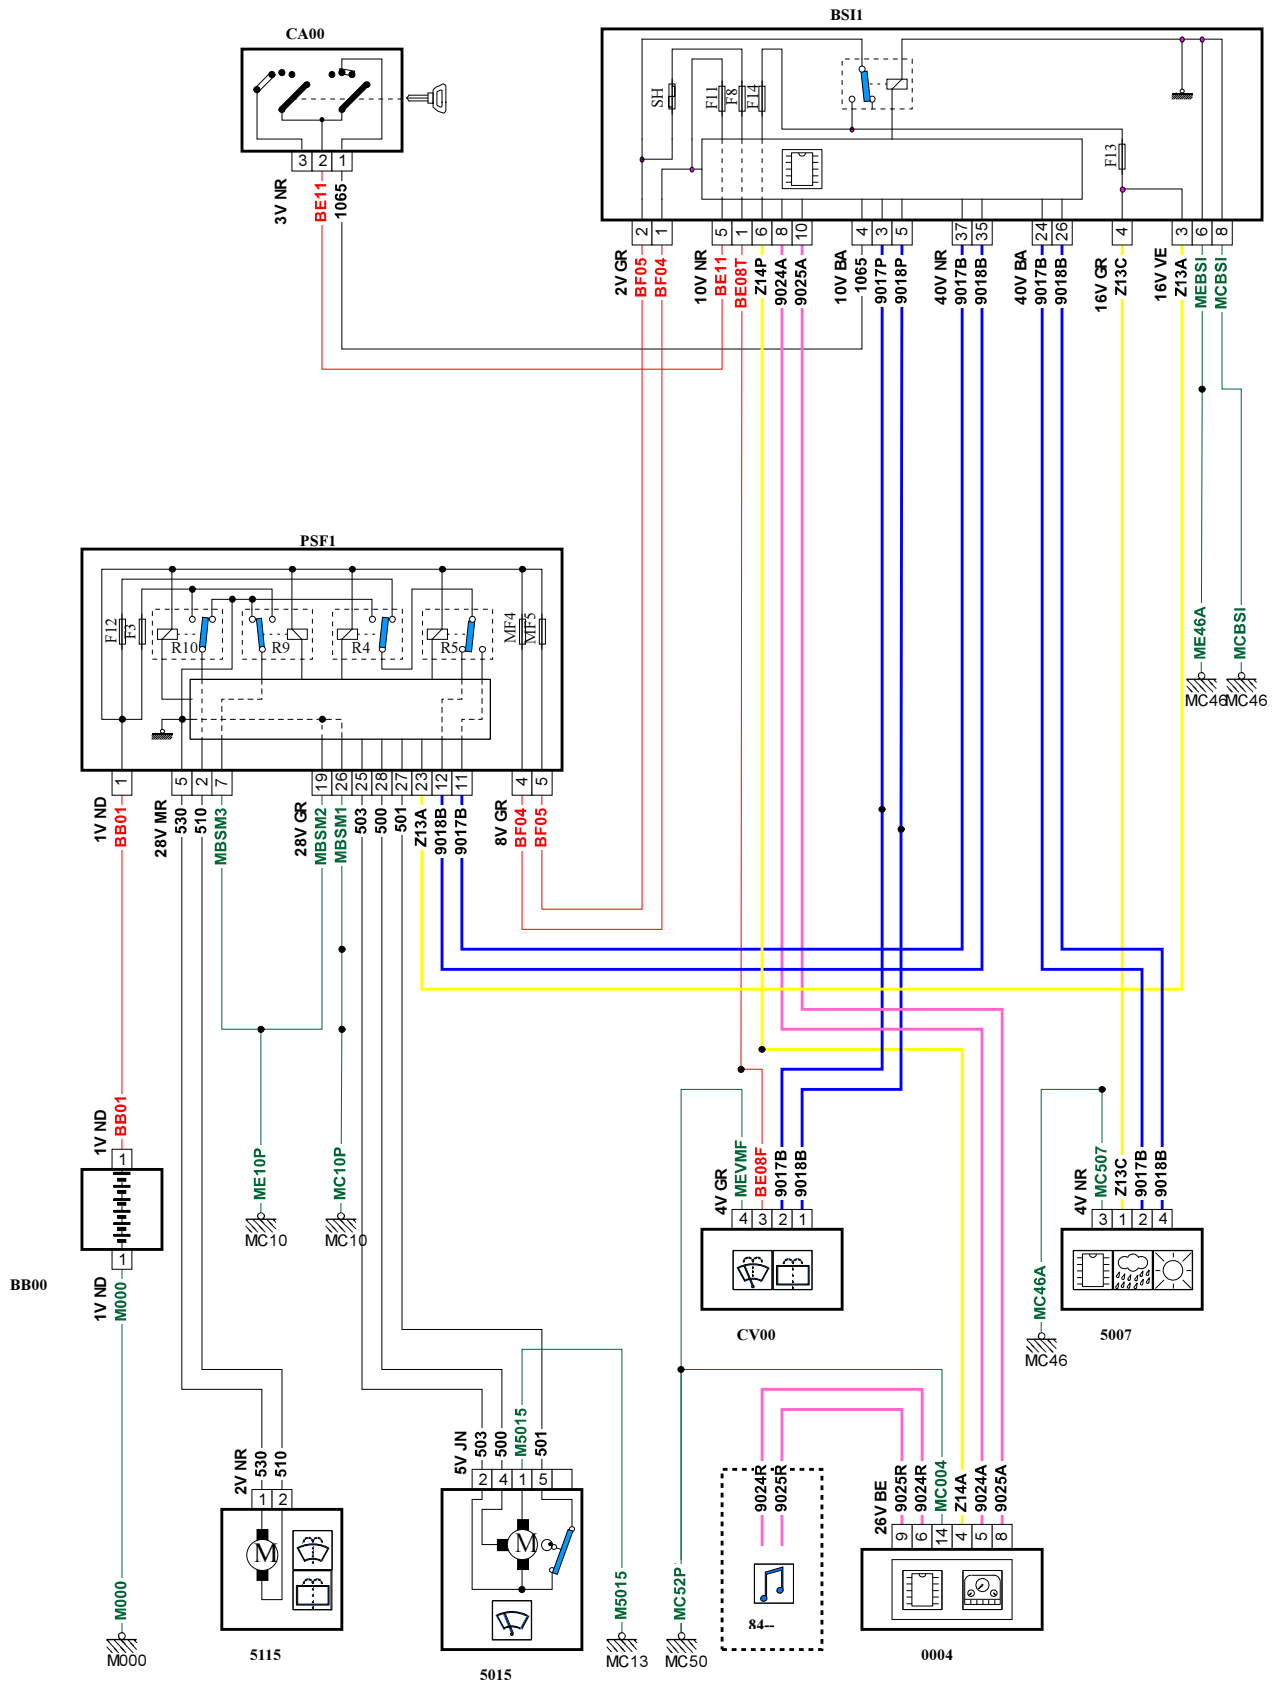 BSI1
CA00
SH
F11
F8
F14
F13
3 2 1
3V NR
BE11
1065
2 1 5 1 6 8 10 4 3 5 37 35 24 26 4 3 6 8
2V GR
BF05
BF04
10V NR
BE11
BE08T
Z14P
9024A
9025A
10V BA
1065
9017P
9018P
40V NR
9017B
9018B
40V BA
9017B
9018B
16V GR
Z13C
16V VE
Z13A
MEBSI
MCBSI
PSF1
F12
F3
R10
R9
R4
R5
MF4
MF5
ME46A
MCBSI
MC46
MC46
1 5 2 7 19 26 25 28 27 23 12 11 4 5
1V ND
BB01
28V MR
530
510
MBSM3
28V GR
MBSM2
MBSM1
503
500
501
Z13A
9018B
9017B
8V GR
BF04
BF05
1V ND
BB01
1
ME10P
MC10P
MC10
MC10
1
BB00
1V ND
M000
4V GR
MEVMF
BE08F
9017B
9018B
4 3 2 1
CV00
4V NR
MC507
Z13C
9017B
9018B
3 1 2 4
5007
MC46A
MC46
2V NR
530
510
1 2
M
5115
5V JN
503
500
M5015
501
2 4 1 5
M
5015
M000
M000
M5015
MC13
MC52P
MC50
9024R
9025R
84--
26V BE
9025R
9024R
MC004
Z14A
9024A
9025A
9 6 14 4 5 8
0004